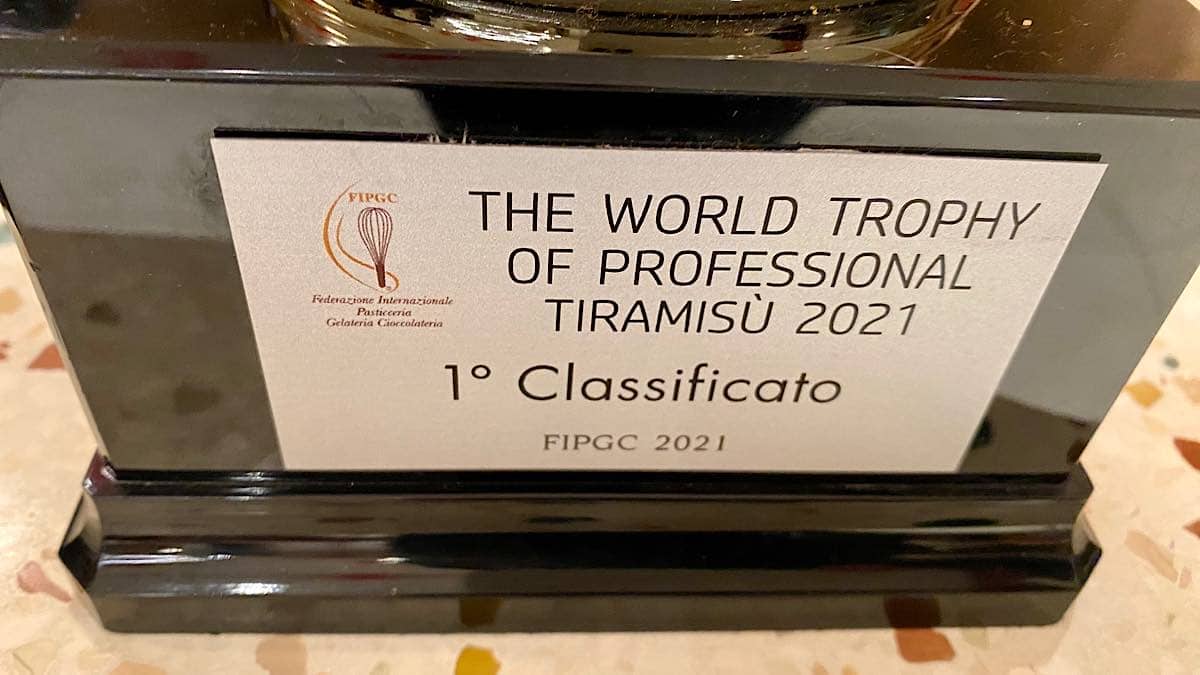 FIPGC
Federazione Internazionale
Pasticceria
Gelateria Cioccolateria
THE WORLD TROPHY
OF PROFESSIONAL
TIRAMISÙ 2021
1° Classificato
FIPGC 2021